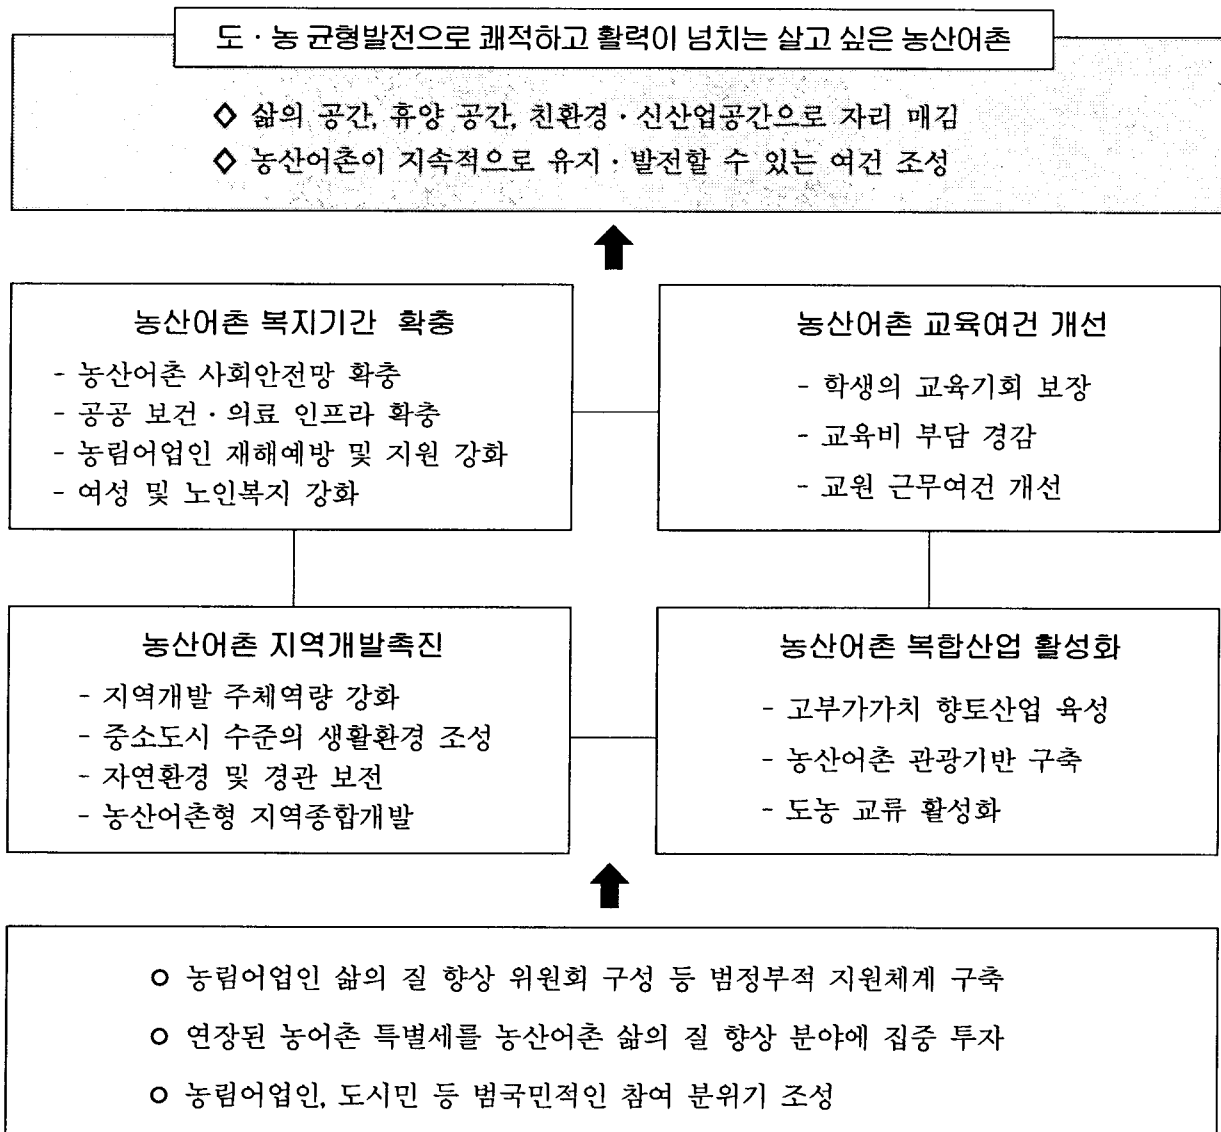 도 · 농 균형발전으로 쾌적하고 활력이 넘치는 살고 싶은 농산어촌
◇ 삶의 공간, 휴양 공간, 친환경 · 신산업공간으로 자리 매김
◇ 농산어촌이 지속적으로 유지 · 발전할 수 있는 여건 조성
농산어촌 복지기간 확충
- 농산어촌 사회안전망 확충
- 공공 보건 · 의료 인프라 확충
- 농림어업인 재해예방 및 지원 강화
- 여성 및 노인복지 강화
농산어촌 교육여건 개선
- 학생의 교육기회 보장
- 교육비 부담 경감
- 교원 근무여건 개선
농산어촌 지역개발촉진
- 지역개발 주체역량 강화
- 중소도시 수준의 생활환경 조성
- 자연환경 및 경관 보전
- 농산어촌형 지역종합개발
농산어촌 복합산업 활성화
- 고부가가치 향토산업 육성
- 농산어촌 관광기반 구축
- 도농 교류 활성화
○ 농림어업인 삶의 질 향상 위원회 구성 등 범정부적 지원체계 구축
○ 연장된 농어촌 특별세를 농산어촌 삶의 질 향상 분야에 집중 투자
○ 농림어업인, 도시민 등 범국민적인 참여 분위기 조성